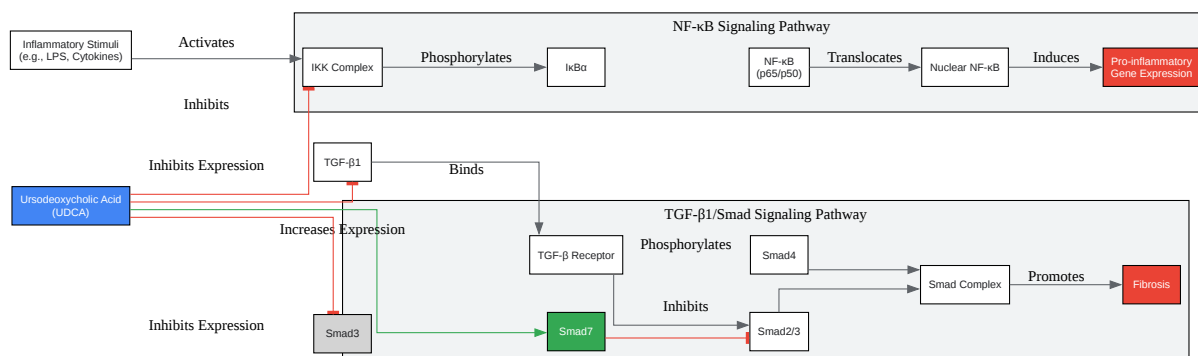 NF-κB Signaling Pathway
Inflammatory Stimuli
(e.g., LPS, Cytokines)
Activates
IKK Complex
Phosphorylates
IκBα
NF-κB
(p65/p50)
Translocates
Nuclear NF-κB
Induces
Pro-inflammatory
Gene Expression
Inhibits
Inhibits Expression
TGF-β1
Binds
Ursodeoxycholic Acid
(UDCA)
TGF-β1/Smad Signaling Pathway
Increases Expression
TGF-β Receptor
Phosphorylates
Smad4
Smad Complex
Promotes
Fibrosis
Inhibits Expression
Smad3
Smad7
Inhibits
Smad2/3